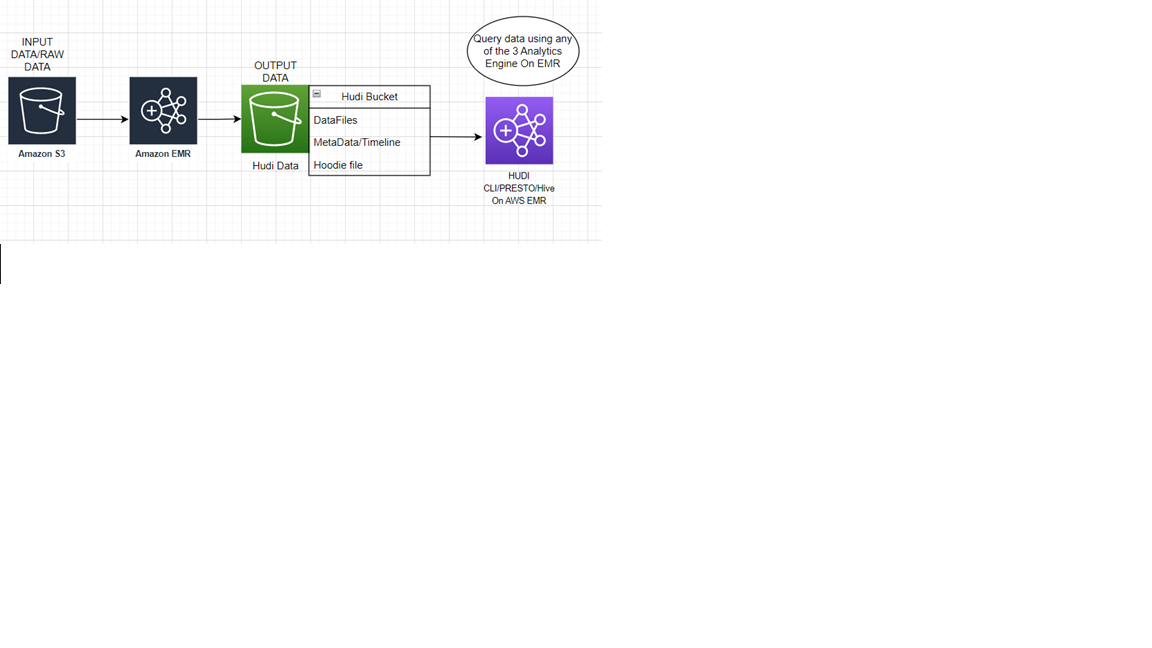 INPUT
DATA/RAW
DATA
Amazon S3
Amazon EMR
OUTPUT
DATA
Hudi Data
Hudi Bucket
DataFiles
MetaData/Timeline
Hoodie file
Query data using any
of the 3 Analytics
Engine On EMR
HUDI
CLI/PRESTO/Hive
On AWS EMR